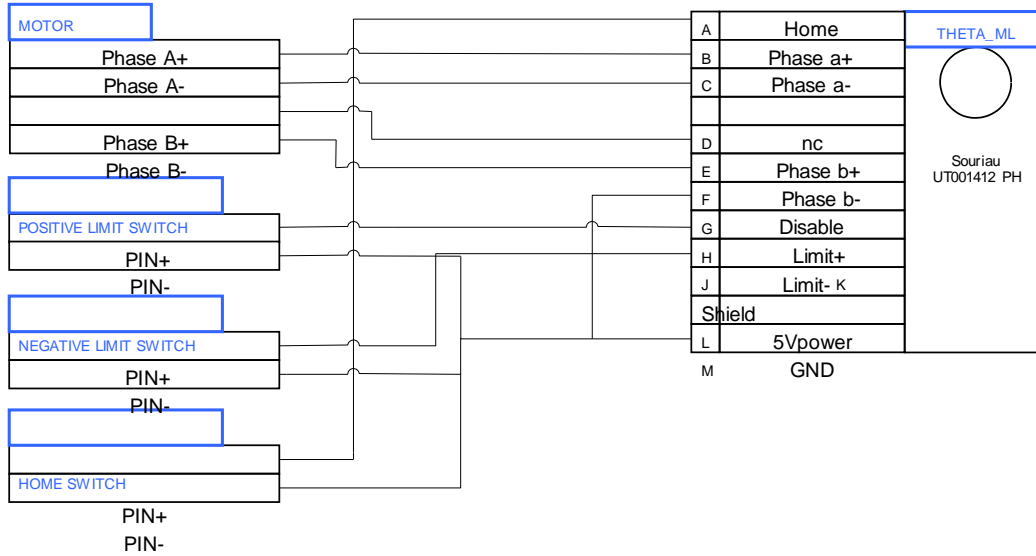 MOTOR
Phase A+
Phase A-
Phase B+
Phase B-
POSITIVE LIMIT SWITCH
PIN+
PIN-
NEGATIVE LIMIT SWITCH
PIN+
PIN-
HOME SWITCH
PIN+
PIN-
A Home
B Phase a+
C Phase a-
D nc
E Phase b+
F Phase b-
G Disable
H Limit+
J Limit- K
Shield
L 5Vpower
M GND
THETA_ML
Souriau
UT001412 PH